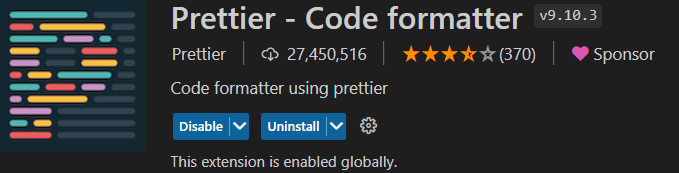 Prettier - Code formatter v9.10.3
Prettier 27,450,516 (370) Sponsor
Code formatter using prettier
Disable Uninstall
This extension is enabled globally.